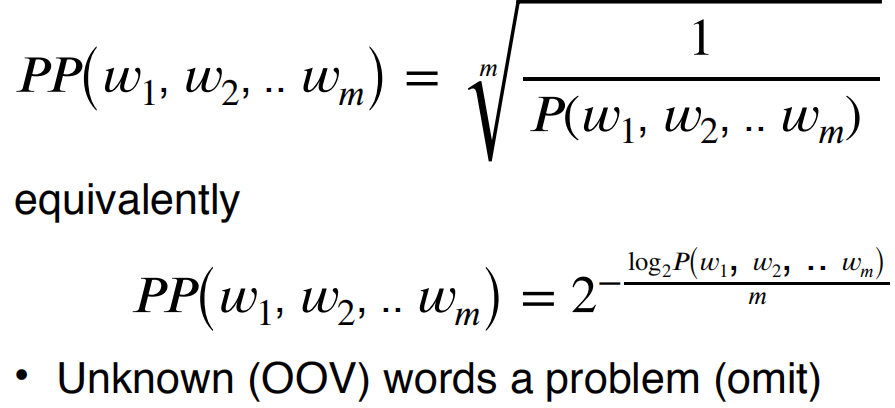 PP(w₁, w₂, .. wₘ) = ᵐ√(1 / P(w₁, w₂, .. wₘ))
equivalently
PP(w₁, w₂, .. wₘ) = 2^(−log₂P(w₁, w₂, .. wₘ) / m)
• Unknown (OOV) words a problem (omit)